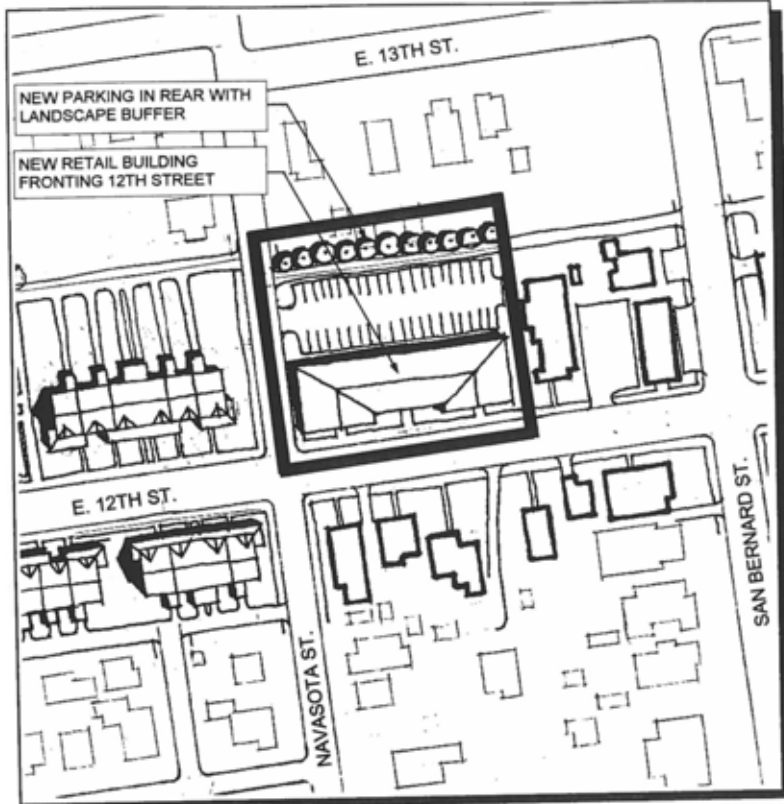 E. 13TH ST.
NEW PARKING IN REAR WITH
LANDSCAPE BUFFER
NEW RETAIL BUILDING
FRONTING 12TH STREET
E. 12TH ST.
NAVASOTA ST.
SAN BERNARD ST.